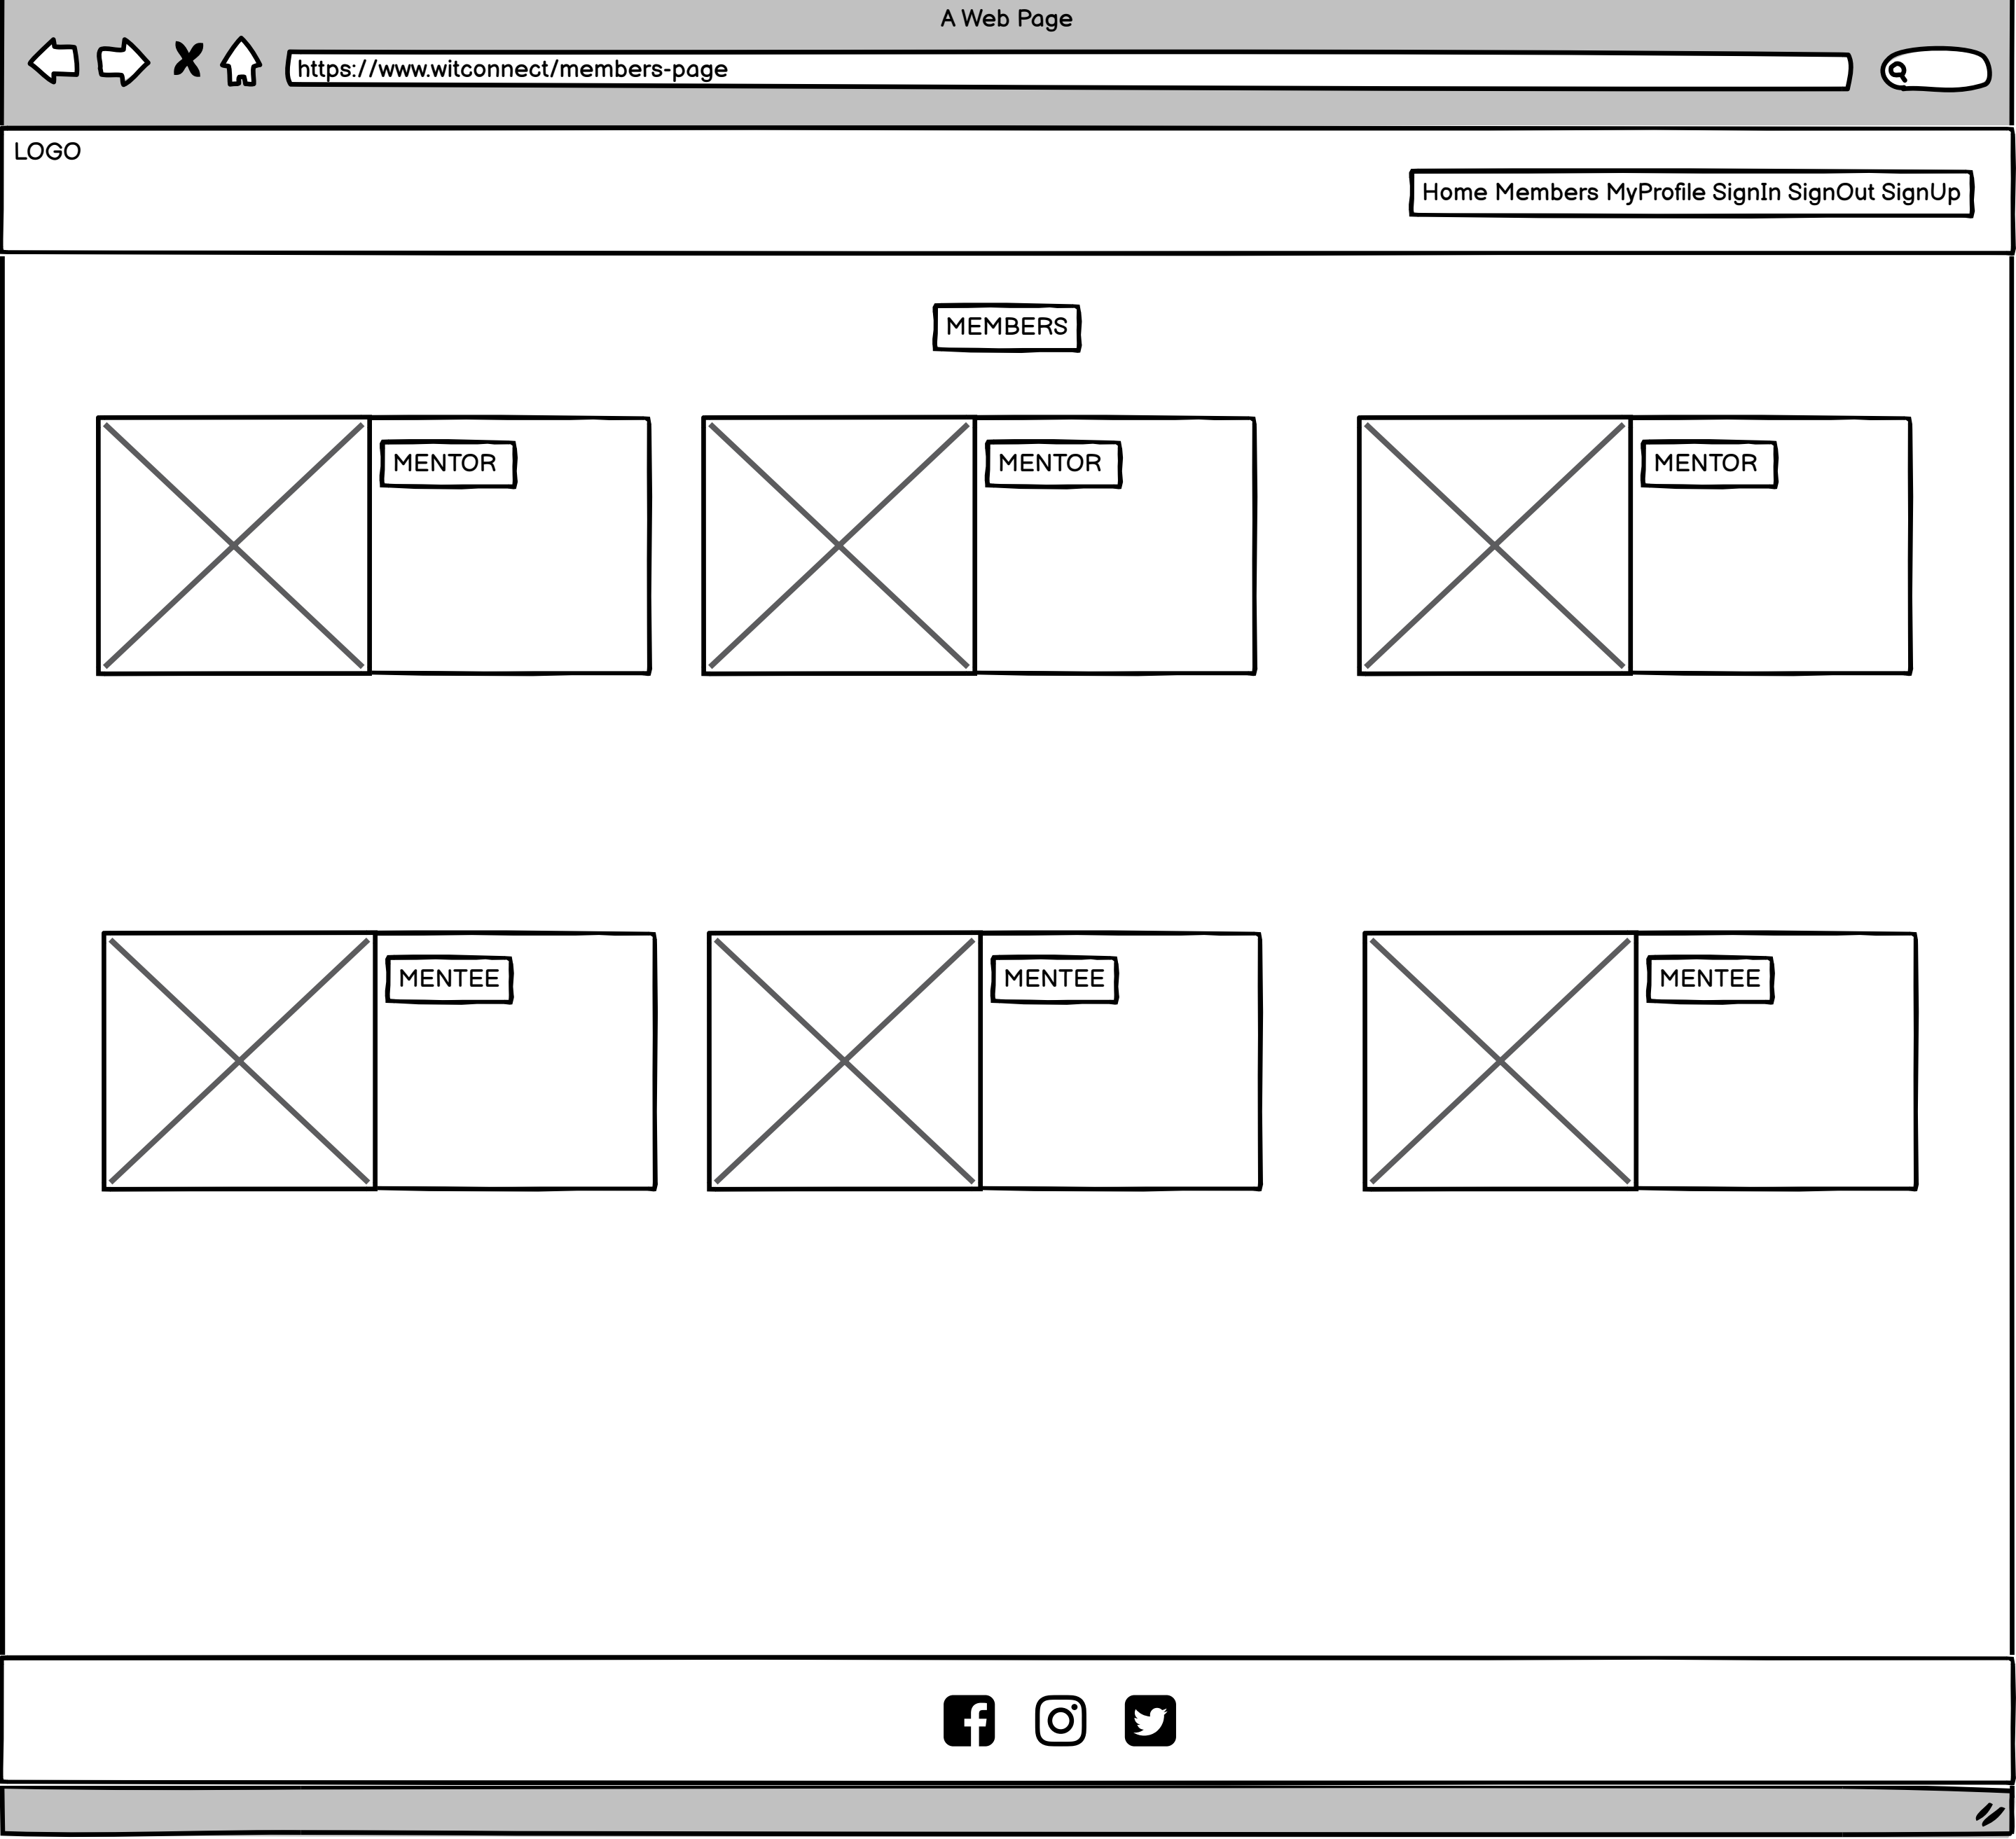 A Web Page
https://www.witconnect/members-page
LOGO
Home Members MyProfile SignIn SignOut SignUp
MEMBERS
MENTOR MENTOR MENTOR
MENTEE MENTEE MENTEE